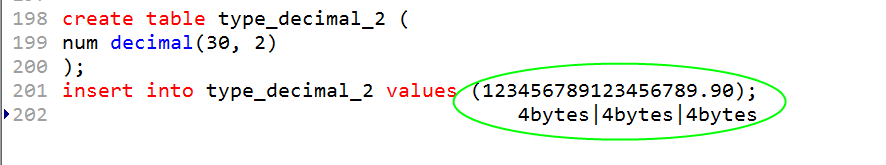 198 create table type_decimal_2 (
199 num decimal(30, 2)
200 );
201 insert into type_decimal_2 values (123456789123456789.90);
202 4bytes|4bytes|4bytes